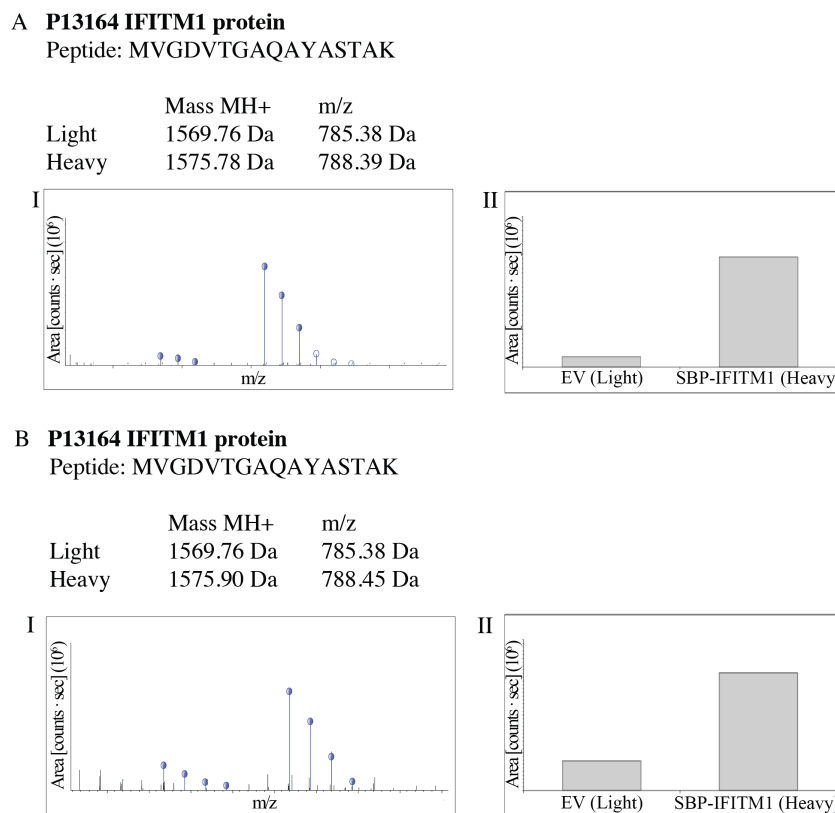 A P13164 IFITM1 protein
Peptide: MVGDVTGAQAYASTAK
Mass MH+ m/z
Light 1569.76 Da 785.38 Da
Heavy 1575.78 Da 788.39 Da
I
Area [counts · sec] (10⁶)
m/z
II
Area [counts · sec] (10⁶)
EV (Light) SBP-IFITM1 (Heavy)
B P13164 IFITM1 protein
Peptide: MVGDVTGAQAYASTAK
Mass MH+ m/z
Light 1569.76 Da 785.38 Da
Heavy 1575.90 Da 788.45 Da
I
Area [counts · sec] (10⁶)
m/z
II
Area [counts · sec] (10⁶)
EV (Light) SBP-IFITM1 (Heavy)